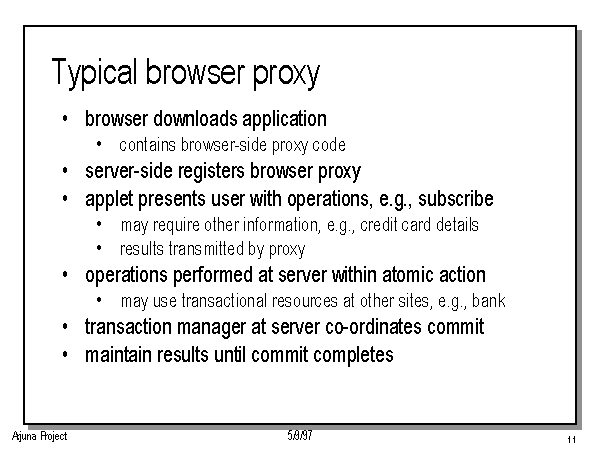 Typical browser proxy
• browser downloads application
• contains browser-side proxy code
• server-side registers browser proxy
• applet presents user with operations, e.g., subscribe
• may require other information, e.g., credit card details
• results transmitted by proxy
• operations performed at server within atomic action
• may use transactional resources at other sites, e.g., bank
• transaction manager at server co-ordinates commit
• maintain results until commit completes
Arjuna Project
5/9/97
11